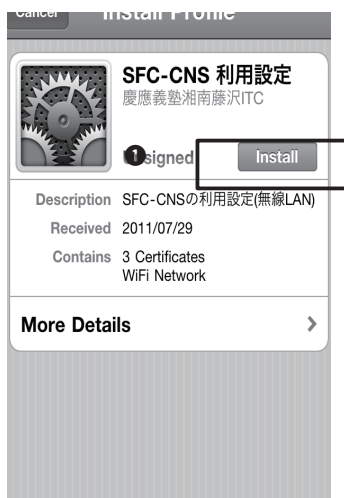 Cancel
Install Profile
SFC-CNS 利用設定
慶應義塾湘南藤沢ITC
1
signed
Install
Description SFC-CNSの利用設定(無線LAN)
Received 2011/07/29
Contains 3 Certificates
WiFi Network
More Details